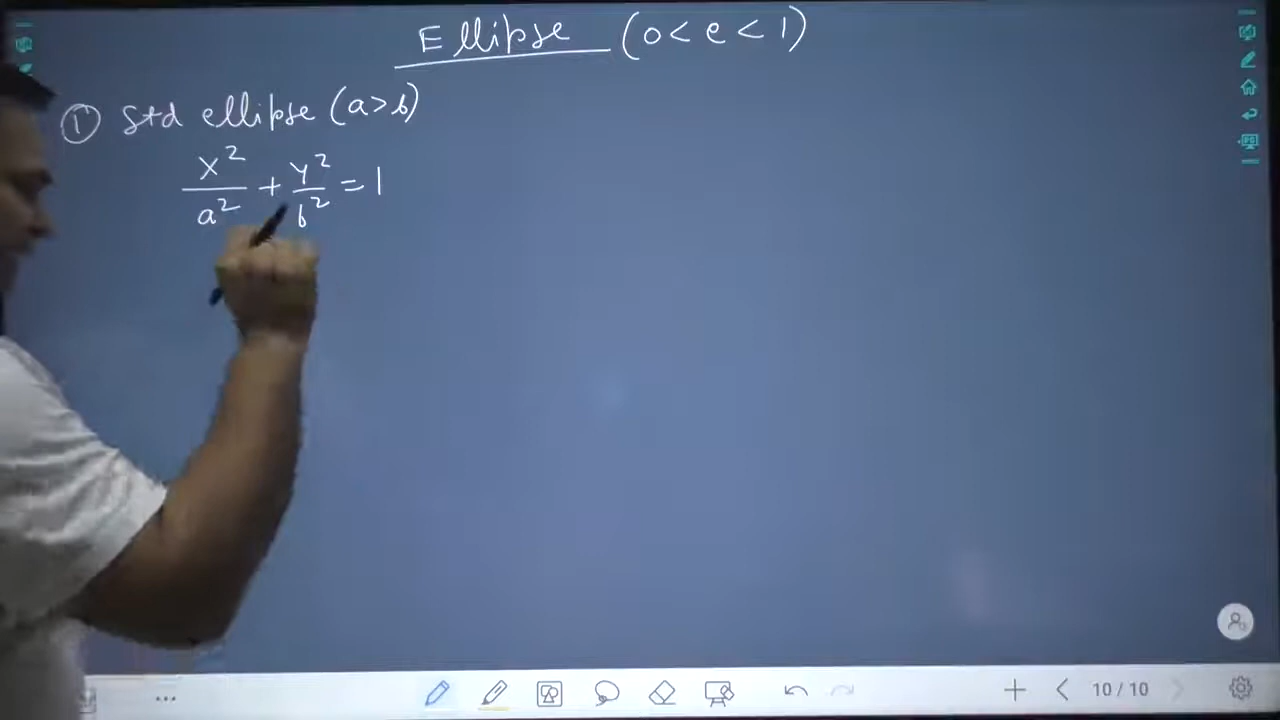 Ellipse (0 < e < 1)
① Std ellipse (a>b)
x²/a² + y²/b² = 1
10 / 10